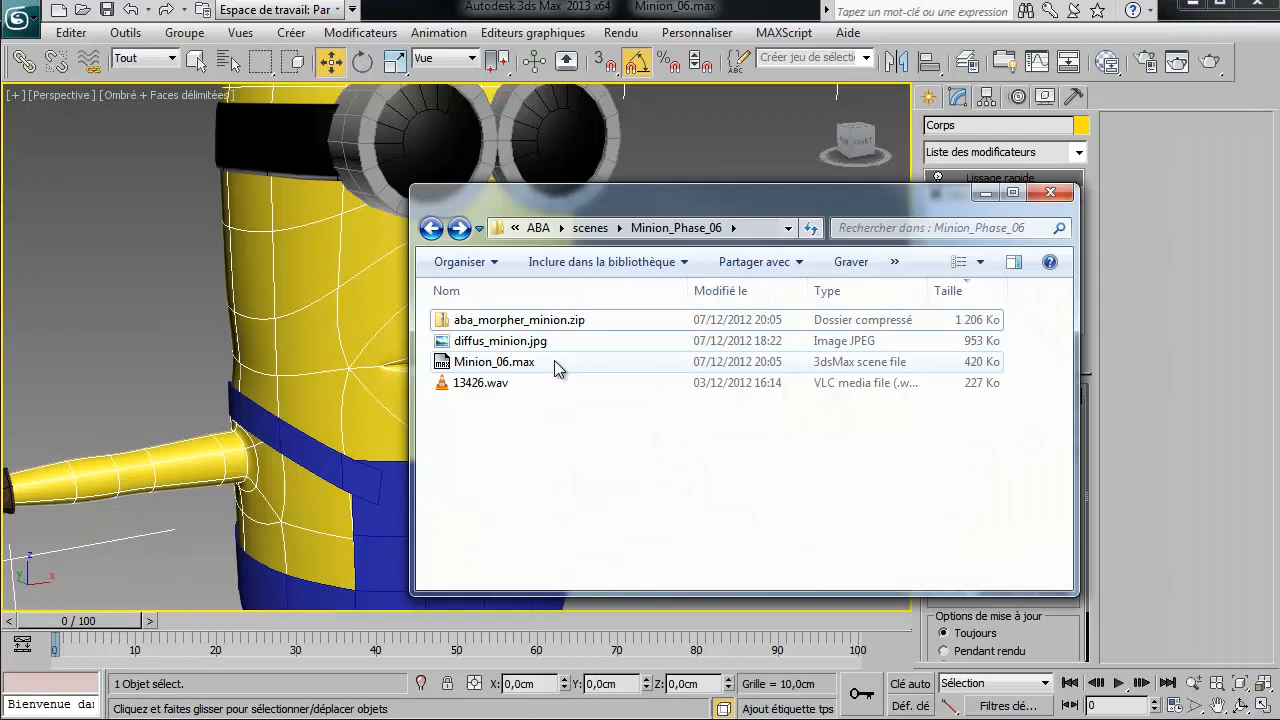 Espace de travail: Par
Autodesk 3ds Max 2013 x64
Minion_06.max
Tapez un mot-clé ou une expression
Editer
Outils
Groupe
Vues
Créer
Modificateurs
Animation
Editeurs graphiques
Rendu
Personnaliser
MAXScript
Aide
Tout
Vue
3
Créer jeu de sélecti
[+] [Perspective] [Ombré + Faces délimitées]
Corps
Liste des modificateurs
Lissage rapide
« ABA
scenes
Minion_Phase_06
Rechercher dans : Minion_Phase_06
Organiser
Inclure dans la bibliothèque
Partager avec
Graver
»
Nom
Modifié le
Type
Taille
aba_morpher_minion.zip
07/12/2012 20:05
Dossier compressé
1 206 Ko
diffus_minion.jpg
07/12/2012 18:22
Image JPEG
953 Ko
Minion_06.max
07/12/2012 20:05
3dsMax scene file
420 Ko
13426.wav
03/12/2012 16:14
VLC media file (.w...
227 Ko
z
y
x
Options de mise à jour
Toujours
Pendant rendu
< 0 / 100 >
0
10
20
30
40
50
60
70
80
90
100
1 Objet sélect.
X: 0,0cm
Y: 0,0cm
Z: 0,0cm
Grille = 10,0cm
Clé auto
Sélection
Bienvenue dan
Cliquez et faites glisser pour sélectionner/déplacer objets
Ajout étiquette tps
Déf. clé
Filtres clé...
0